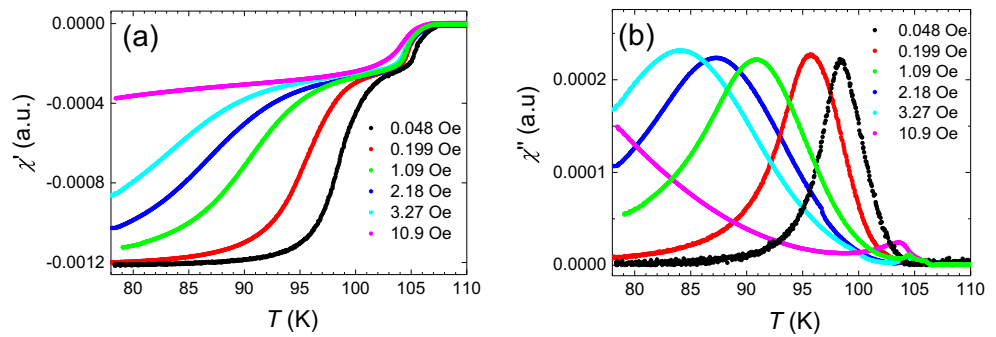 (a)
χ' (a.u.)
0.0000
-0.0004
-0.0008
-0.0012
0.048 Oe
0.199 Oe
1.09 Oe
2.18 Oe
3.27 Oe
10.9 Oe
80 85 90 95 100 105 110
T (K)
(b)
χ" (a.u)
0.0002
0.0001
0.0000
0.048 Oe
0.199 Oe
1.09 Oe
2.18 Oe
3.27 Oe
10.9 Oe
80 85 90 95 100 105 110
T (K)